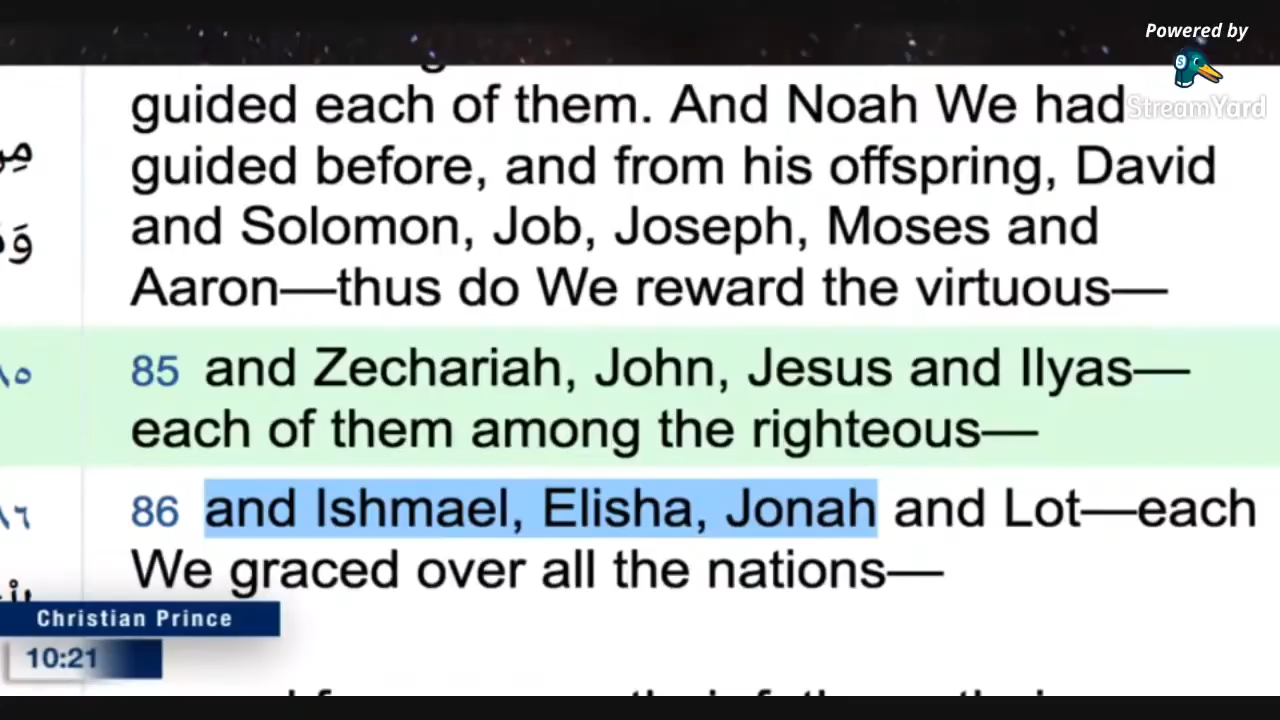 Powered by
StreamYard
guided each of them. And Noah We had
guided before, and from his offspring, David
and Solomon, Job, Joseph, Moses and
Aaron—thus do We reward the virtuous—
85 and Zechariah, John, Jesus and Ilyas—
each of them among the righteous—
86 and Ishmael, Elisha, Jonah and Lot—each
We graced over all the nations—
Christian Prince
10:21